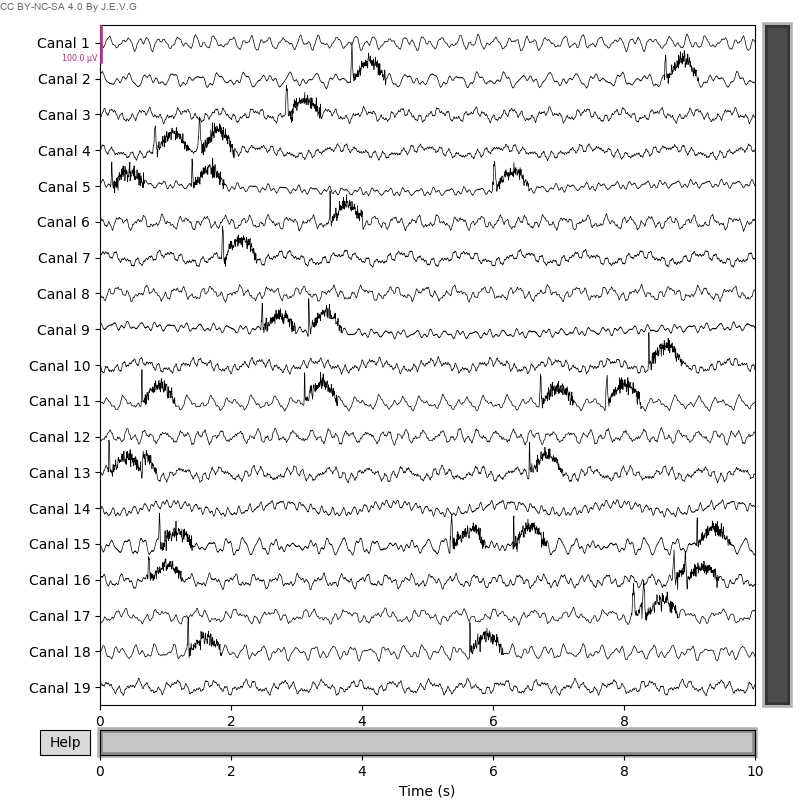 CC BY-NC-SA 4.0 By J.E.V.G
Canal 1
100.0 µV
Canal 2
Canal 3
Canal 4
Canal 5
Canal 6
Canal 7
Canal 8
Canal 9
Canal 10
Canal 11
Canal 12
Canal 13
Canal 14
Canal 15
Canal 16
Canal 17
Canal 18
Canal 19
0 2 4 6 8
Help
0 2 4 6 8 10
Time (s)